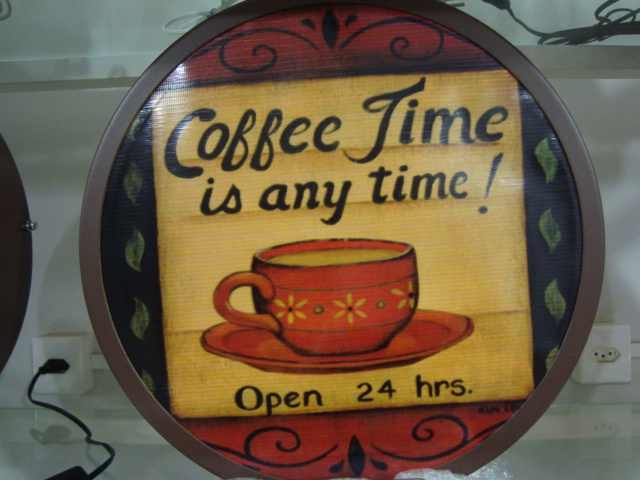 Coffee Time
is any time!
Open 24 hrs.